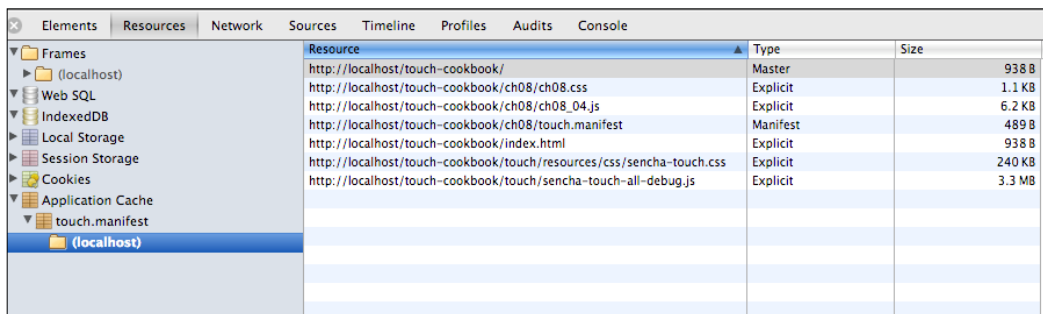 Elements Resources Network Sources Timeline Profiles Audits Console
Frames
(localhost)
Web SQL
IndexedDB
Local Storage
Session Storage
Cookies
Application Cache
touch.manifest
(localhost)
Resource Type Size
http://localhost/touch-cookbook/ Master 938 B
http://localhost/touch-cookbook/ch08/ch08.css Explicit 1.1 KB
http://localhost/touch-cookbook/ch08/ch08_04.js Explicit 6.2 KB
http://localhost/touch-cookbook/ch08/touch.manifest Manifest 489 B
http://localhost/touch-cookbook/index.html Explicit 938 B
http://localhost/touch-cookbook/touch/resources/css/sencha-touch.css Explicit 240 KB
http://localhost/touch-cookbook/touch/sencha-touch-all-debug.js Explicit 3.3 MB